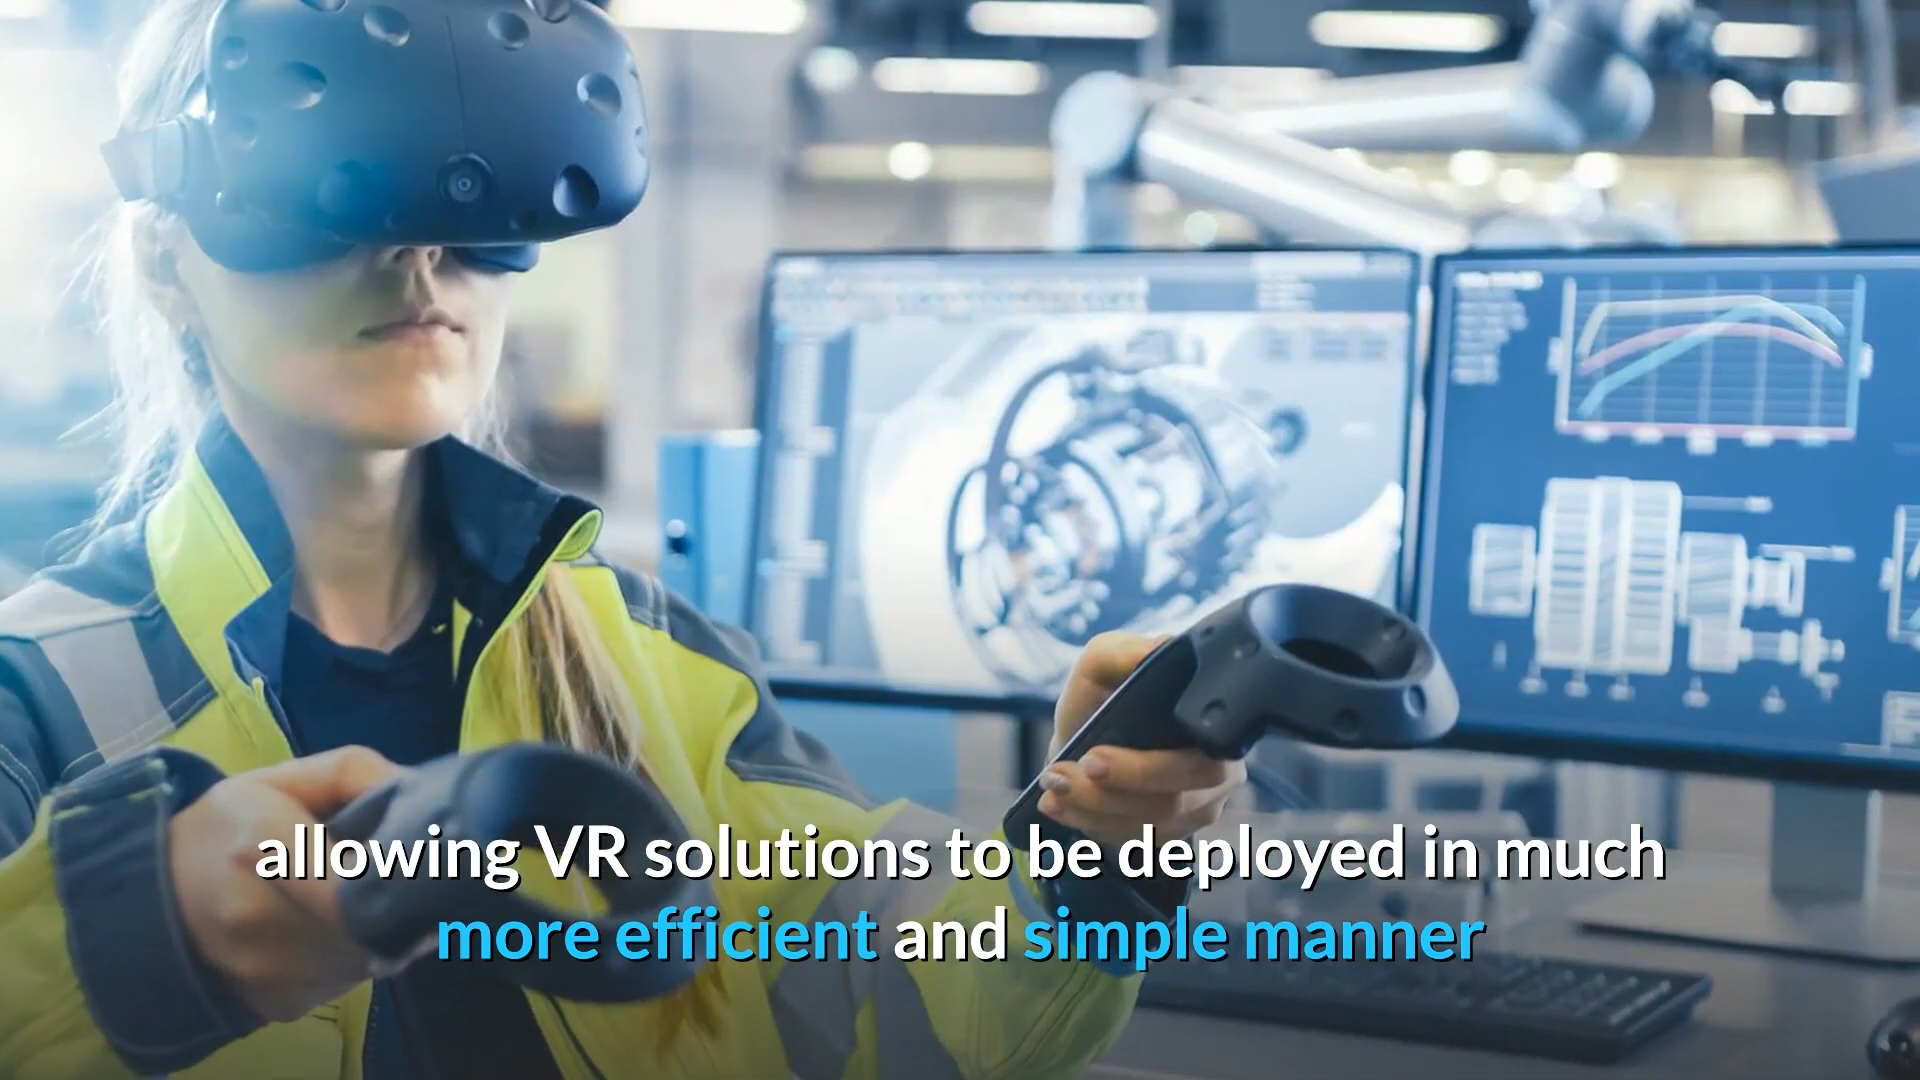 allowing VR solutions to be deployed in much
more efficient and simple manner